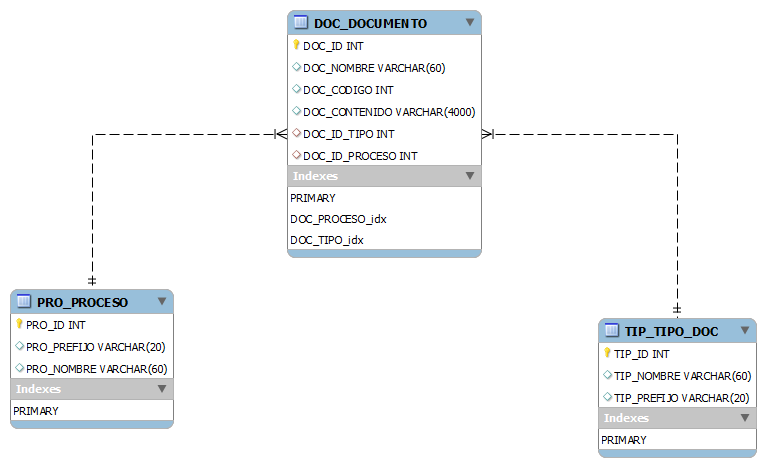 DOC_DOCUMENTO
DOC_ID INT
DOC_NOMBRE VARCHAR(60)
DOC_CODIGO INT
DOC_CONTENIDO VARCHAR(4000)
DOC_ID_TIPO INT
DOC_ID_PROCESO INT
Indexes
PRIMARY
DOC_PROCESO_idx
DOC_TIPO_idx
PRO_PROCESO
PRO_ID INT
PRO_PREFIJO VARCHAR(20)
PRO_NOMBRE VARCHAR(60)
Indexes
PRIMARY
TIP_TIPO_DOC
TIP_ID INT
TIP_NOMBRE VARCHAR(60)
TIP_PREFIJO VARCHAR(20)
Indexes
PRIMARY